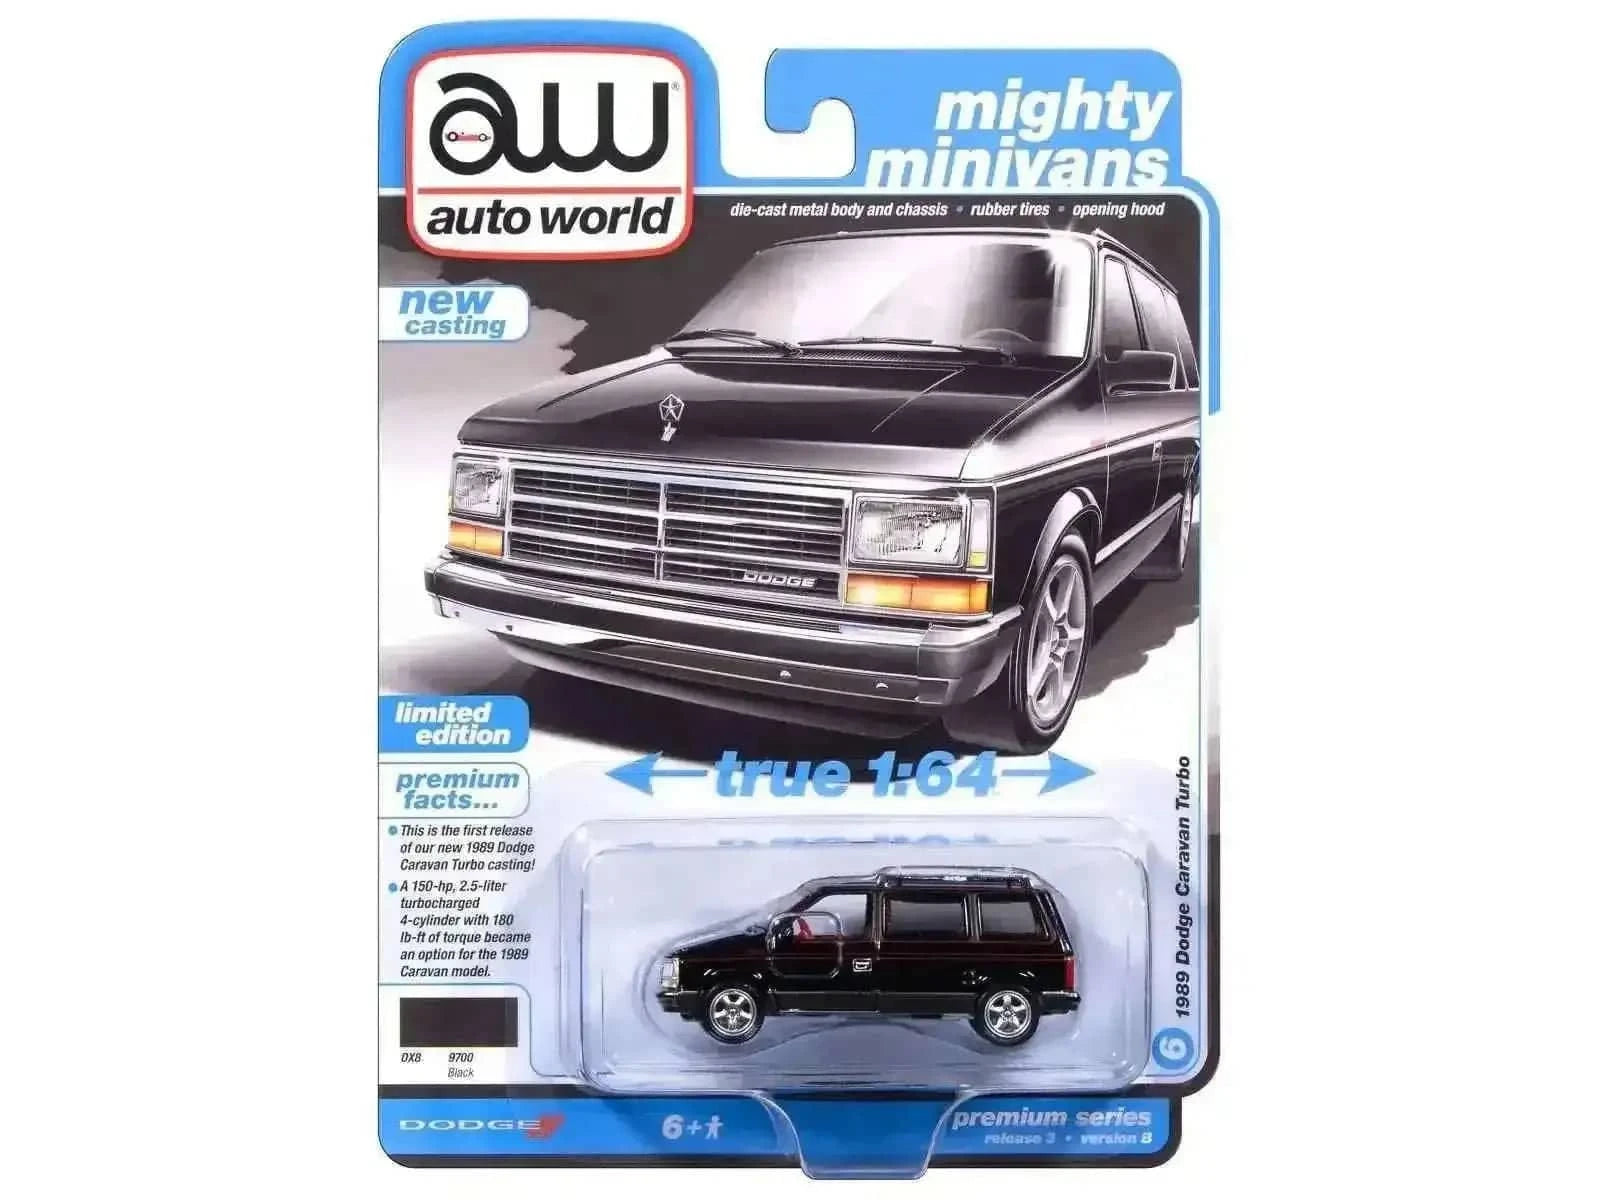 aw®
auto world
mighty
minivans
die-cast metal body and chassis • rubber tires • opening hood
new
casting
DODGE
limited
edition
true 1:64
premium
facts...
• This is the first release
of our new 1989 Dodge
Caravan Turbo casting!
• A 150-hp, 2.5-liter
turbocharged
4-cylinder with 180
lb-ft of torque became
an option for the 1989
Caravan model.
DX8 9700
Black
1989 Dodge Caravan Turbo
6
DODGE
6+
premium series
release 3 • version B